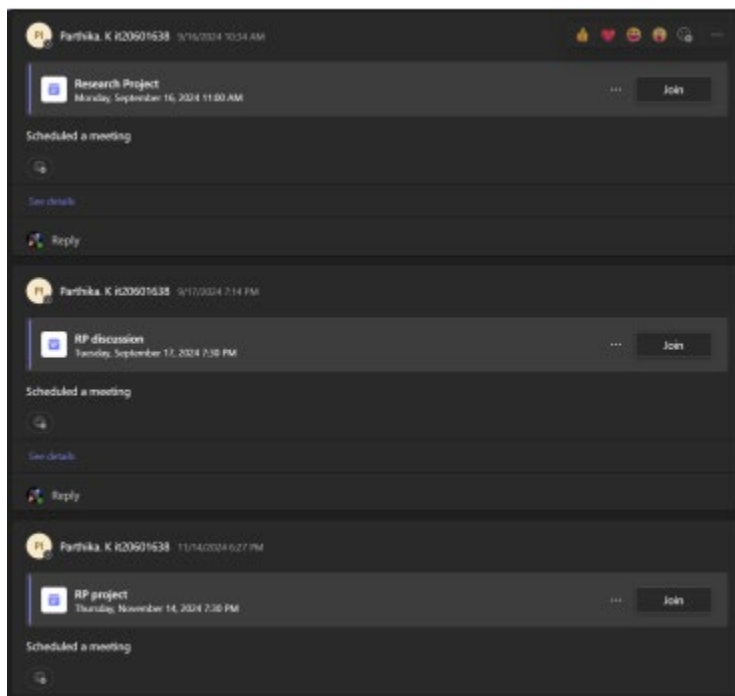 PI
Parthika. K it20601638 9/16/2024 10:34 AM
Research Project
Monday, September 16, 2024 11:00 AM
Join
Scheduled a meeting
See details
Reply
PI
Parthika. K it20601638 9/17/2024 7:14 PM
RP discussion
Tuesday, September 17, 2024 7:30 PM
Join
Scheduled a meeting
See details
Reply
PI
Parthika. K it20601638 11/14/2024 6:27 PM
RP project
Thursday, November 14, 2024 7:30 PM
Join
Scheduled a meeting